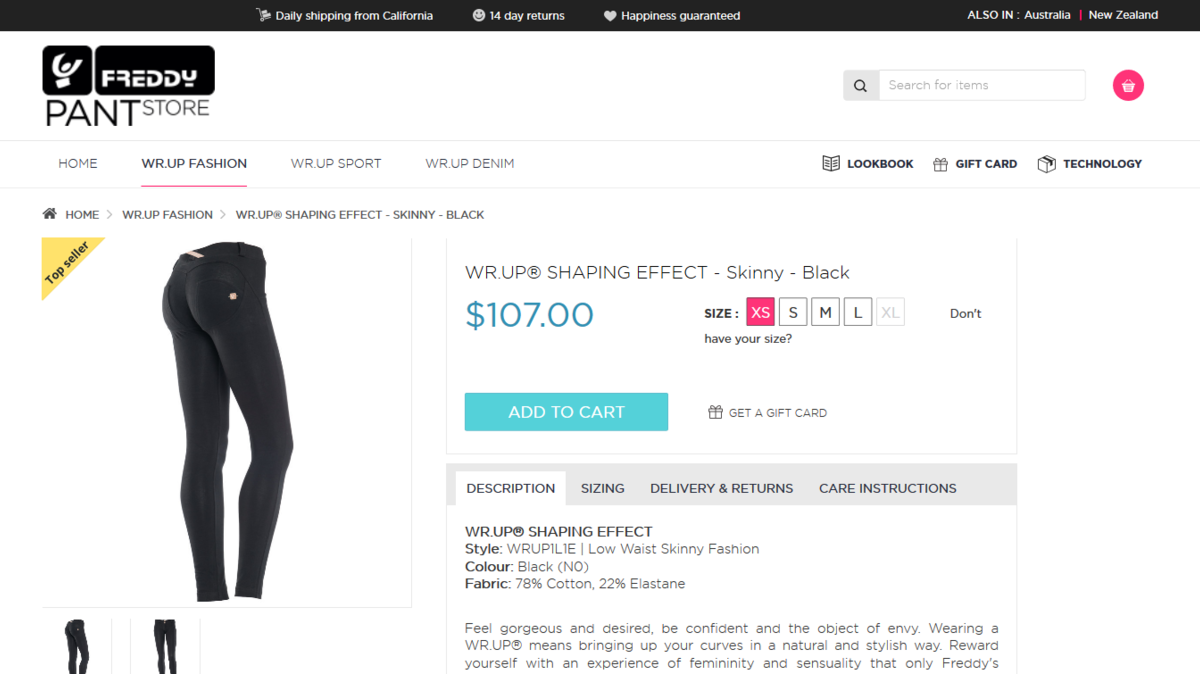 Daily shipping from California
14 day returns
Happiness guaranteed
ALSO IN : Australia | New Zealand
FREDDY
PANTSTORE
Search for items
HOME
WR.UP FASHION
WR.UP SPORT
WR.UP DENIM
LOOKBOOK
GIFT CARD
TECHNOLOGY
HOME
WR.UP FASHION
WR.UP® SHAPING EFFECT - SKINNY - BLACK
Top seller
WR.UP® SHAPING EFFECT - Skinny - Black
$107.00
SIZE : XS S M L XL Don't
have your size?
ADD TO CART
GET A GIFT CARD
DESCRIPTION
SIZING
DELIVERY & RETURNS
CARE INSTRUCTIONS
WR.UP® SHAPING EFFECT
Style: WRUP1L1E | Low Waist Skinny Fashion
Colour: Black (N0)
Fabric: 78% Cotton, 22% Elastane
Feel gorgeous and desired, be confident and the object of envy. Wearing a
WR.UP® means bringing up your curves in a natural and stylish way. Reward
yourself with an experience of femininity and sensuality that only Freddy's